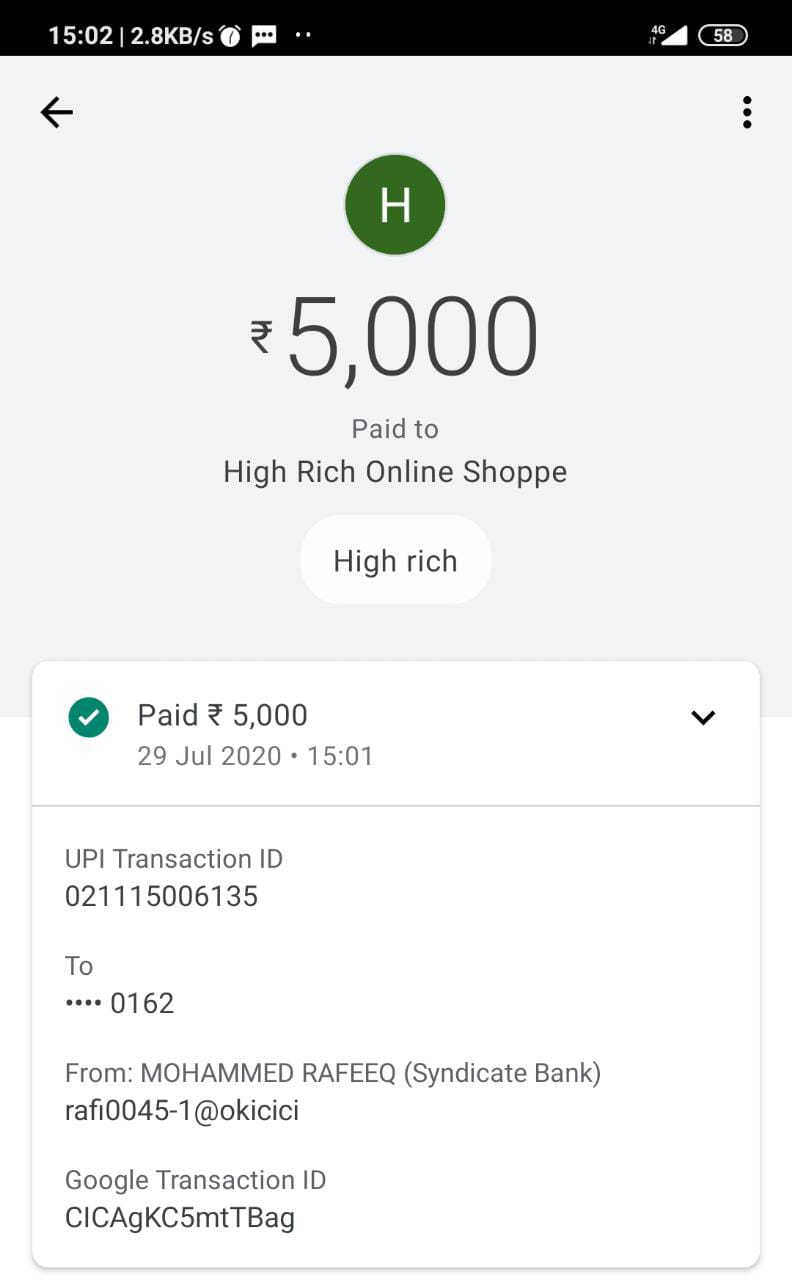 15:02 | 2.8KB/s
4G 58
H
₹5,000
Paid to
High Rich Online Shoppe
High rich
Paid ₹ 5,000
29 Jul 2020 • 15:01
UPI Transaction ID
021115006135
To
•••• 0162
From: MOHAMMED RAFEEQ (Syndicate Bank)
rafi0045-1@okicici
Google Transaction ID
CICAgKC5mtTBag